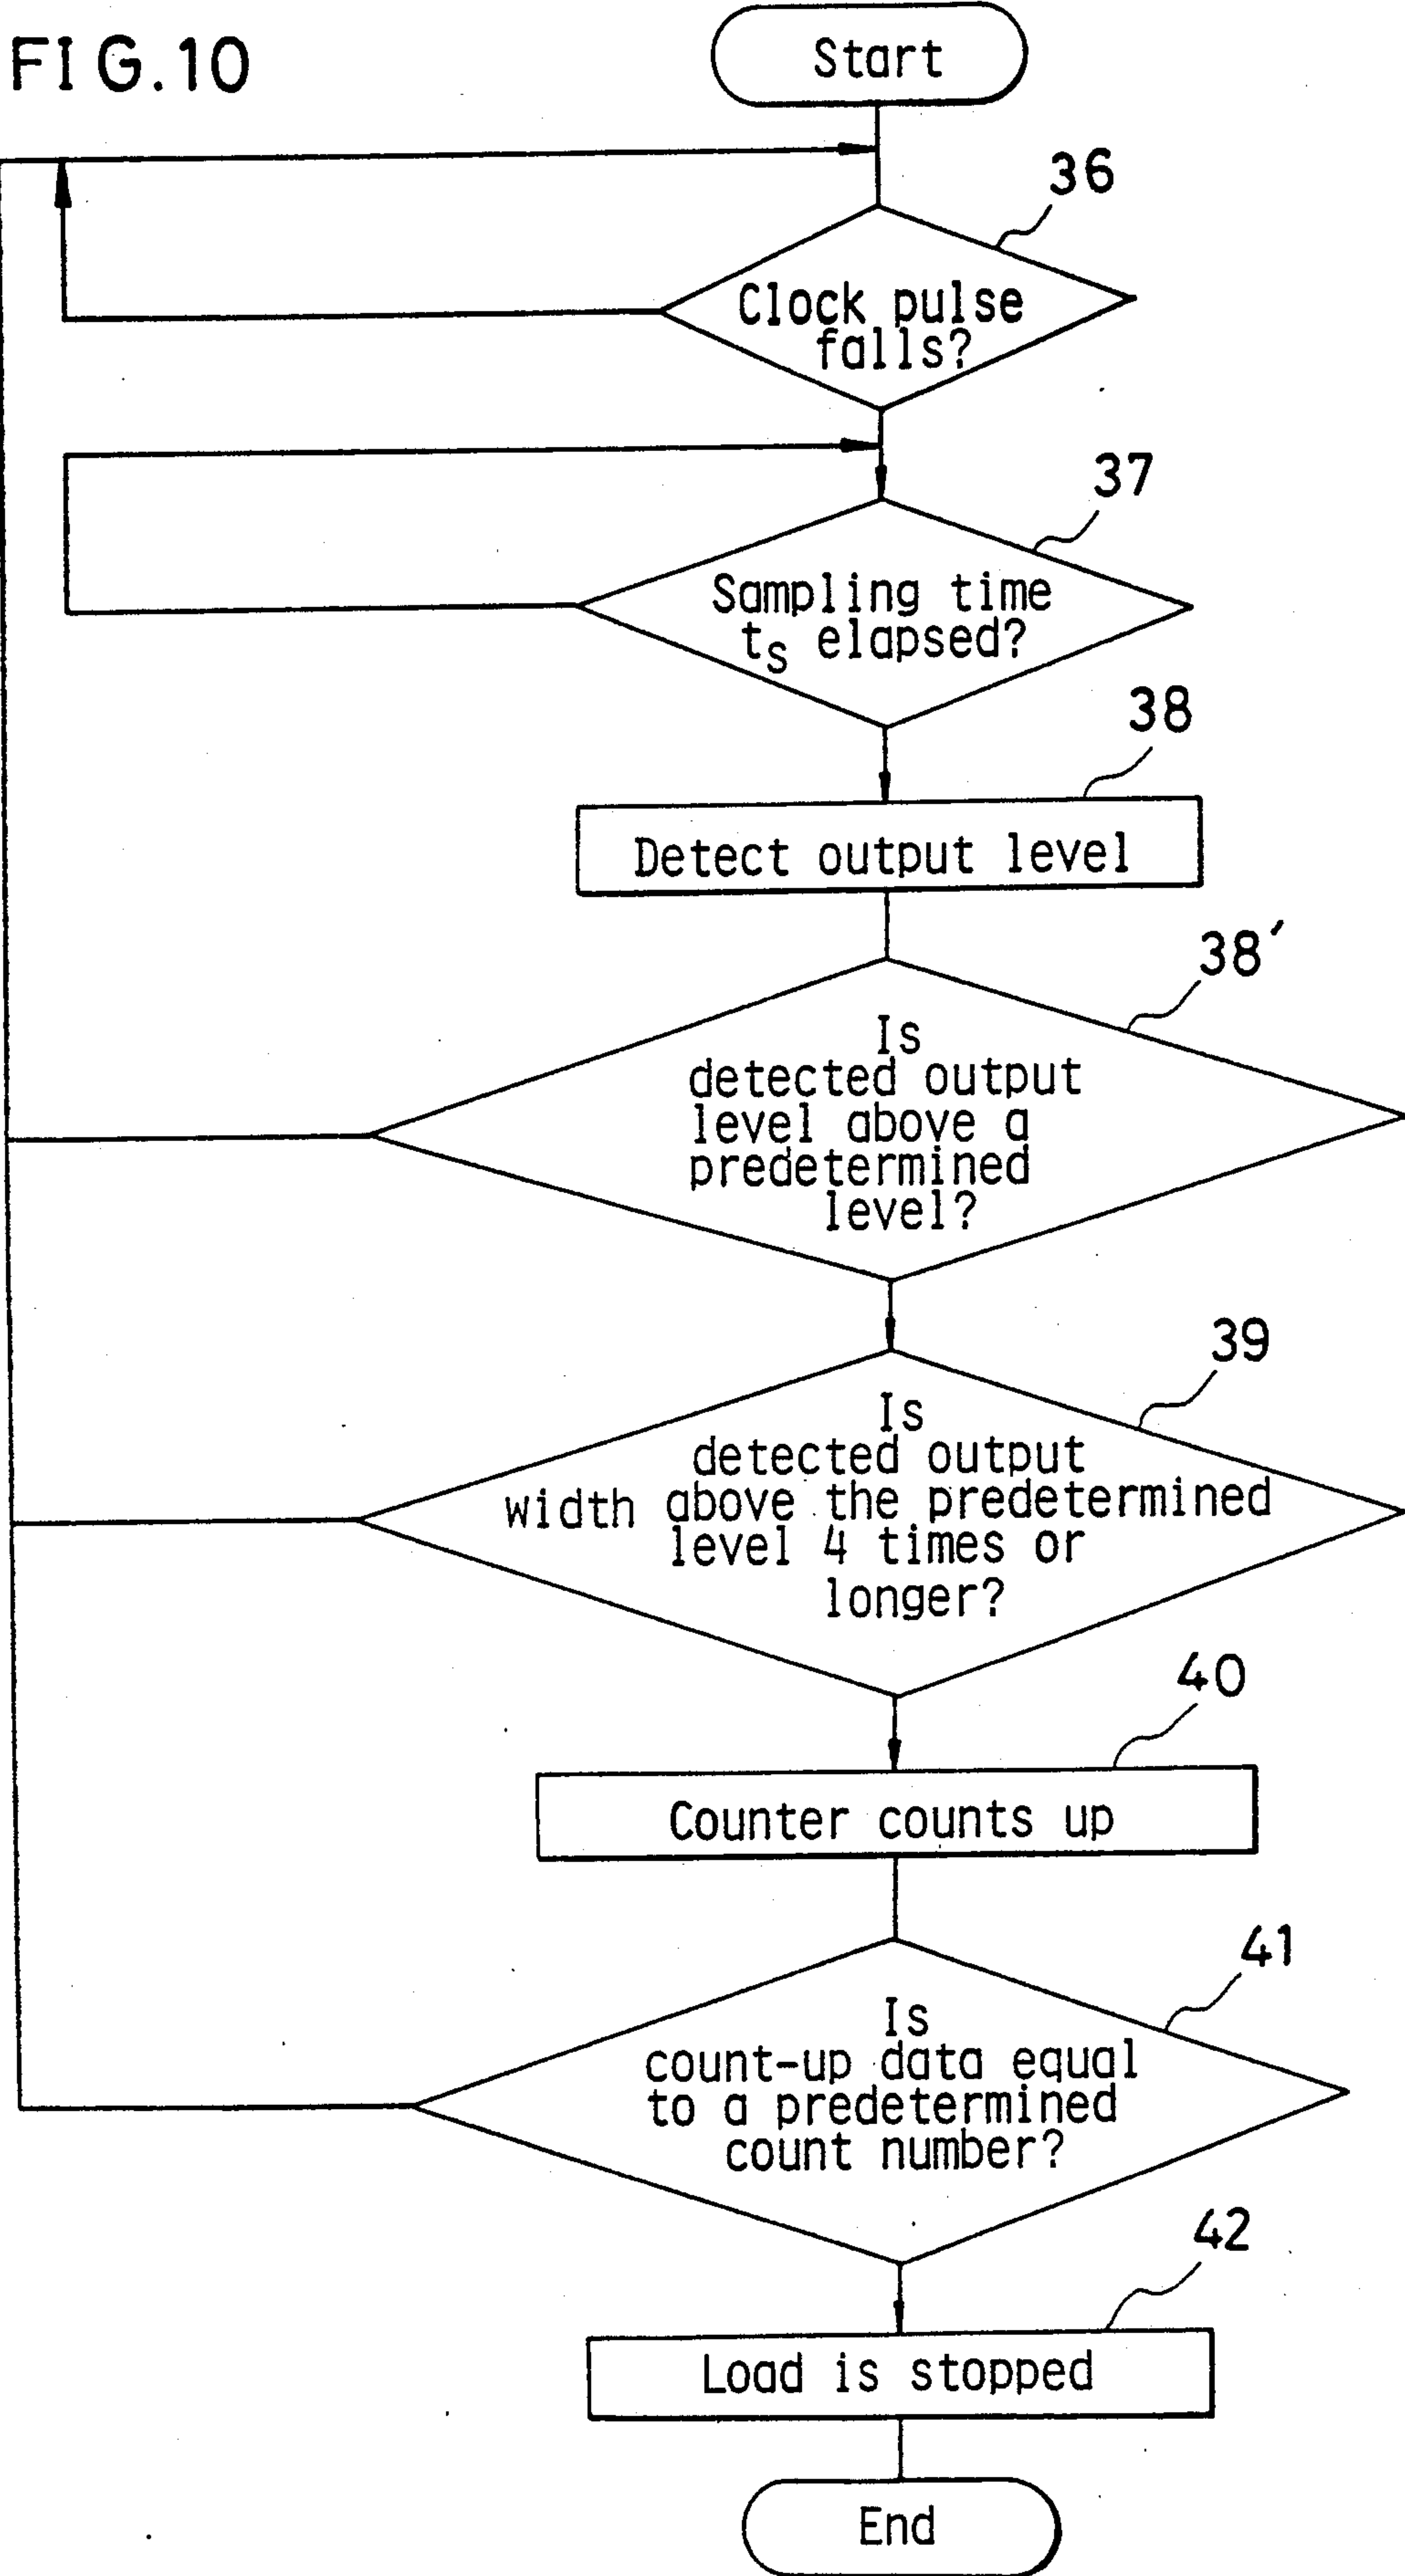 FIG.10
Start
36
Clock pulse
falls?
37
Sampling time
tS elapsed?
38
Detect output level
38'
Is
detected output
level above a
predetermined
level?
39
Is
detected output
width above the predetermined
level 4 times or
longer?
40
Counter counts up
41
Is
count-up data equal
to a predetermined
count number?
42
Load is stopped
End